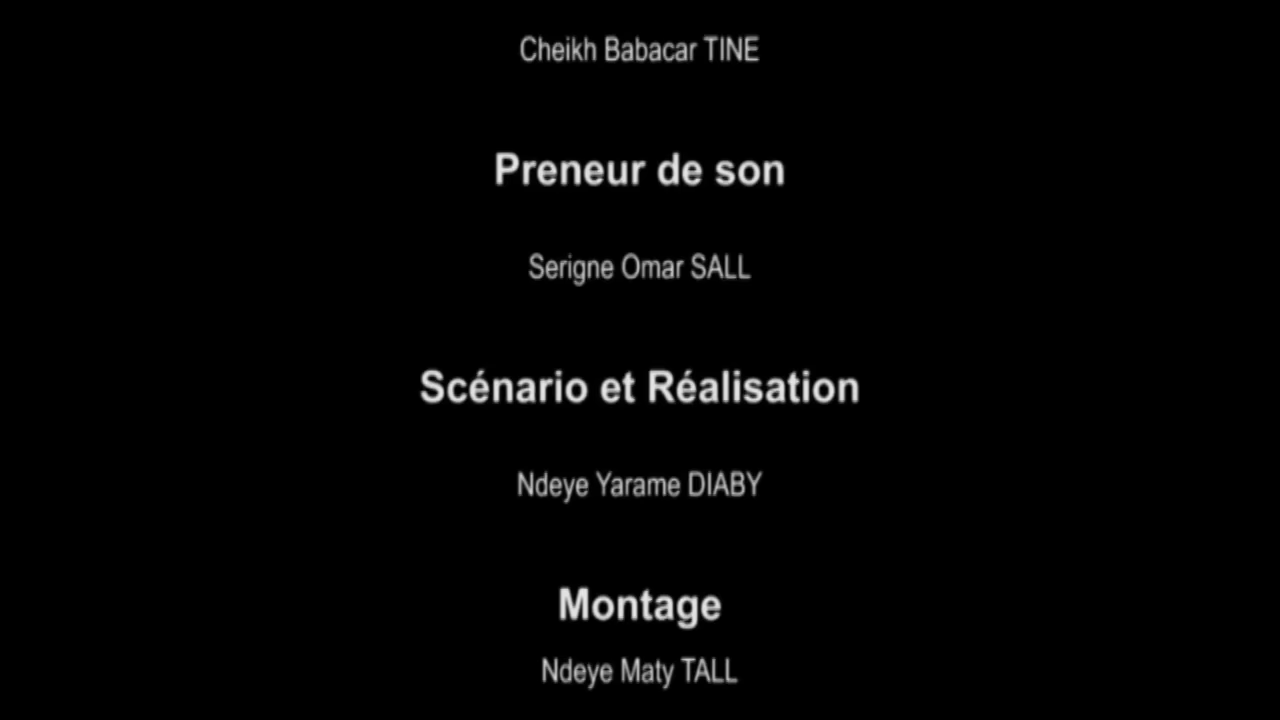 Cheikh Babacar TINE
Preneur de son
Serigne Omar SALL
Scénario et Réalisation
Ndeye Yarame DIABY
Montage
Ndeye Maty TALL